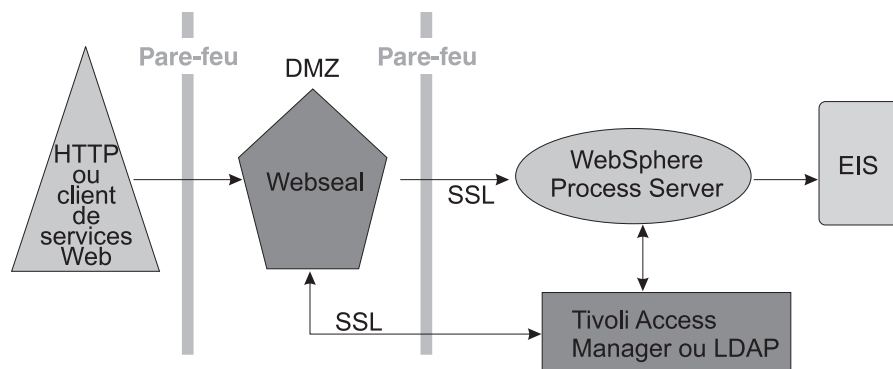 Pare-feu
Pare-feu
DMZ
HTTP
ou
client
de
services
Web
Webseal
SSL
WebSphere
Process Server
EIS
SSL
Tivoli Access
Manager ou LDAP